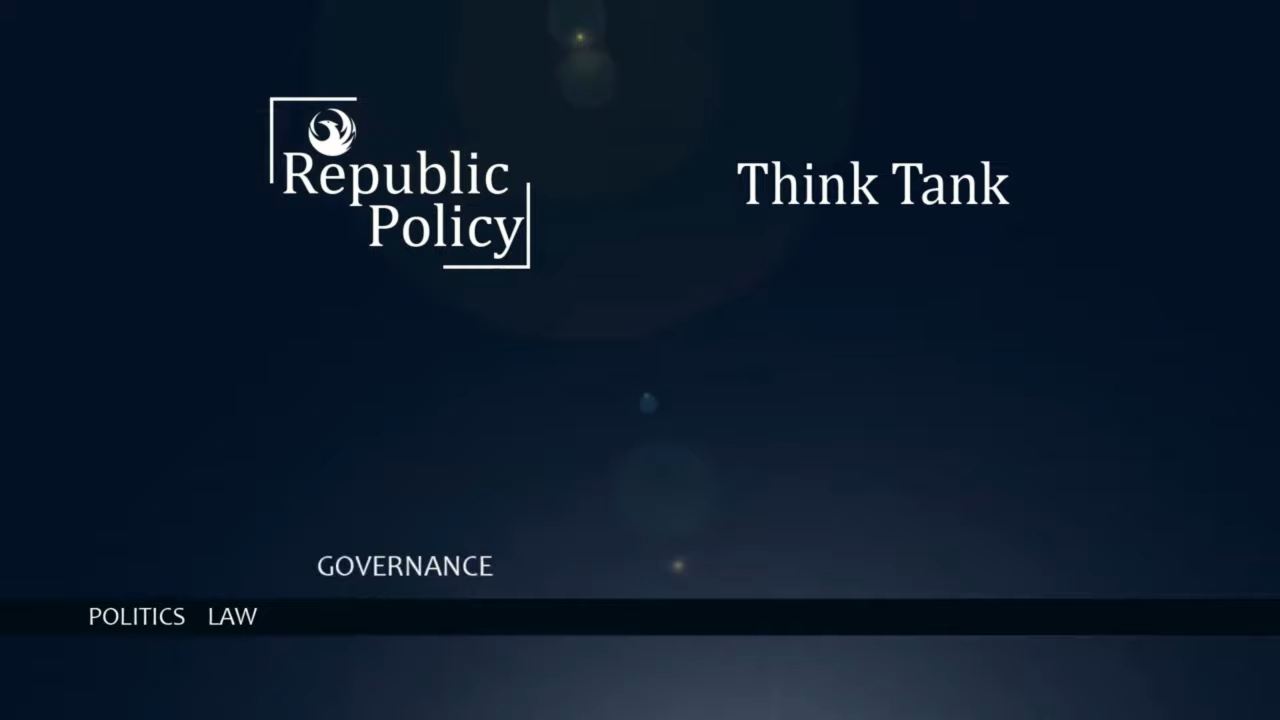 Republic
Policy
Think Tank
GOVERNANCE
POLITICS LAW